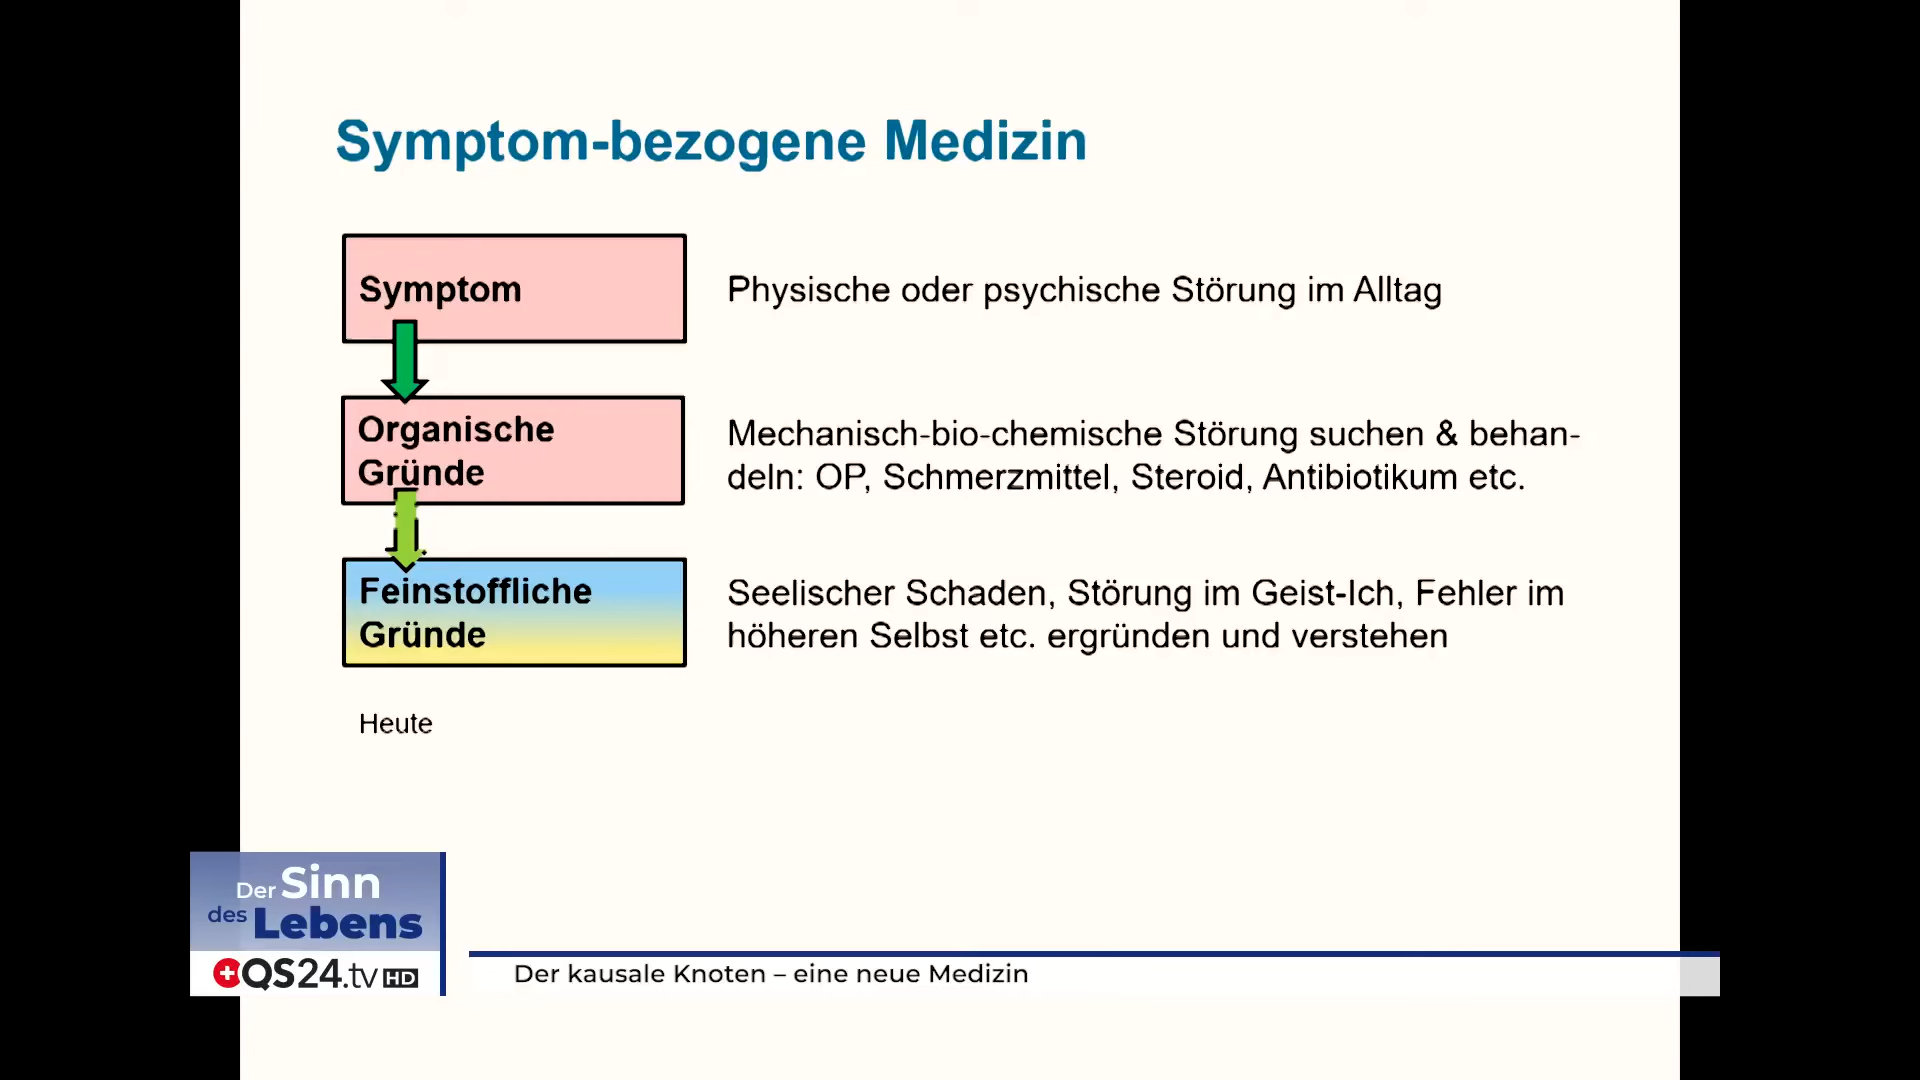 Symptom-bezogene Medizin
Symptom
Physische oder psychische Störung im Alltag
Organische
Gründe
Mechanisch-bio-chemische Störung suchen & behan-
deln: OP, Schmerzmittel, Steroid, Antibiotikum etc.
Feinstoffliche
Gründe
Seelischer Schaden, Störung im Geist-Ich, Fehler im
höheren Selbst etc. ergründen und verstehen
Heute
Der Sinn
des Lebens
QS24.tv HD
Der kausale Knoten – eine neue Medizin